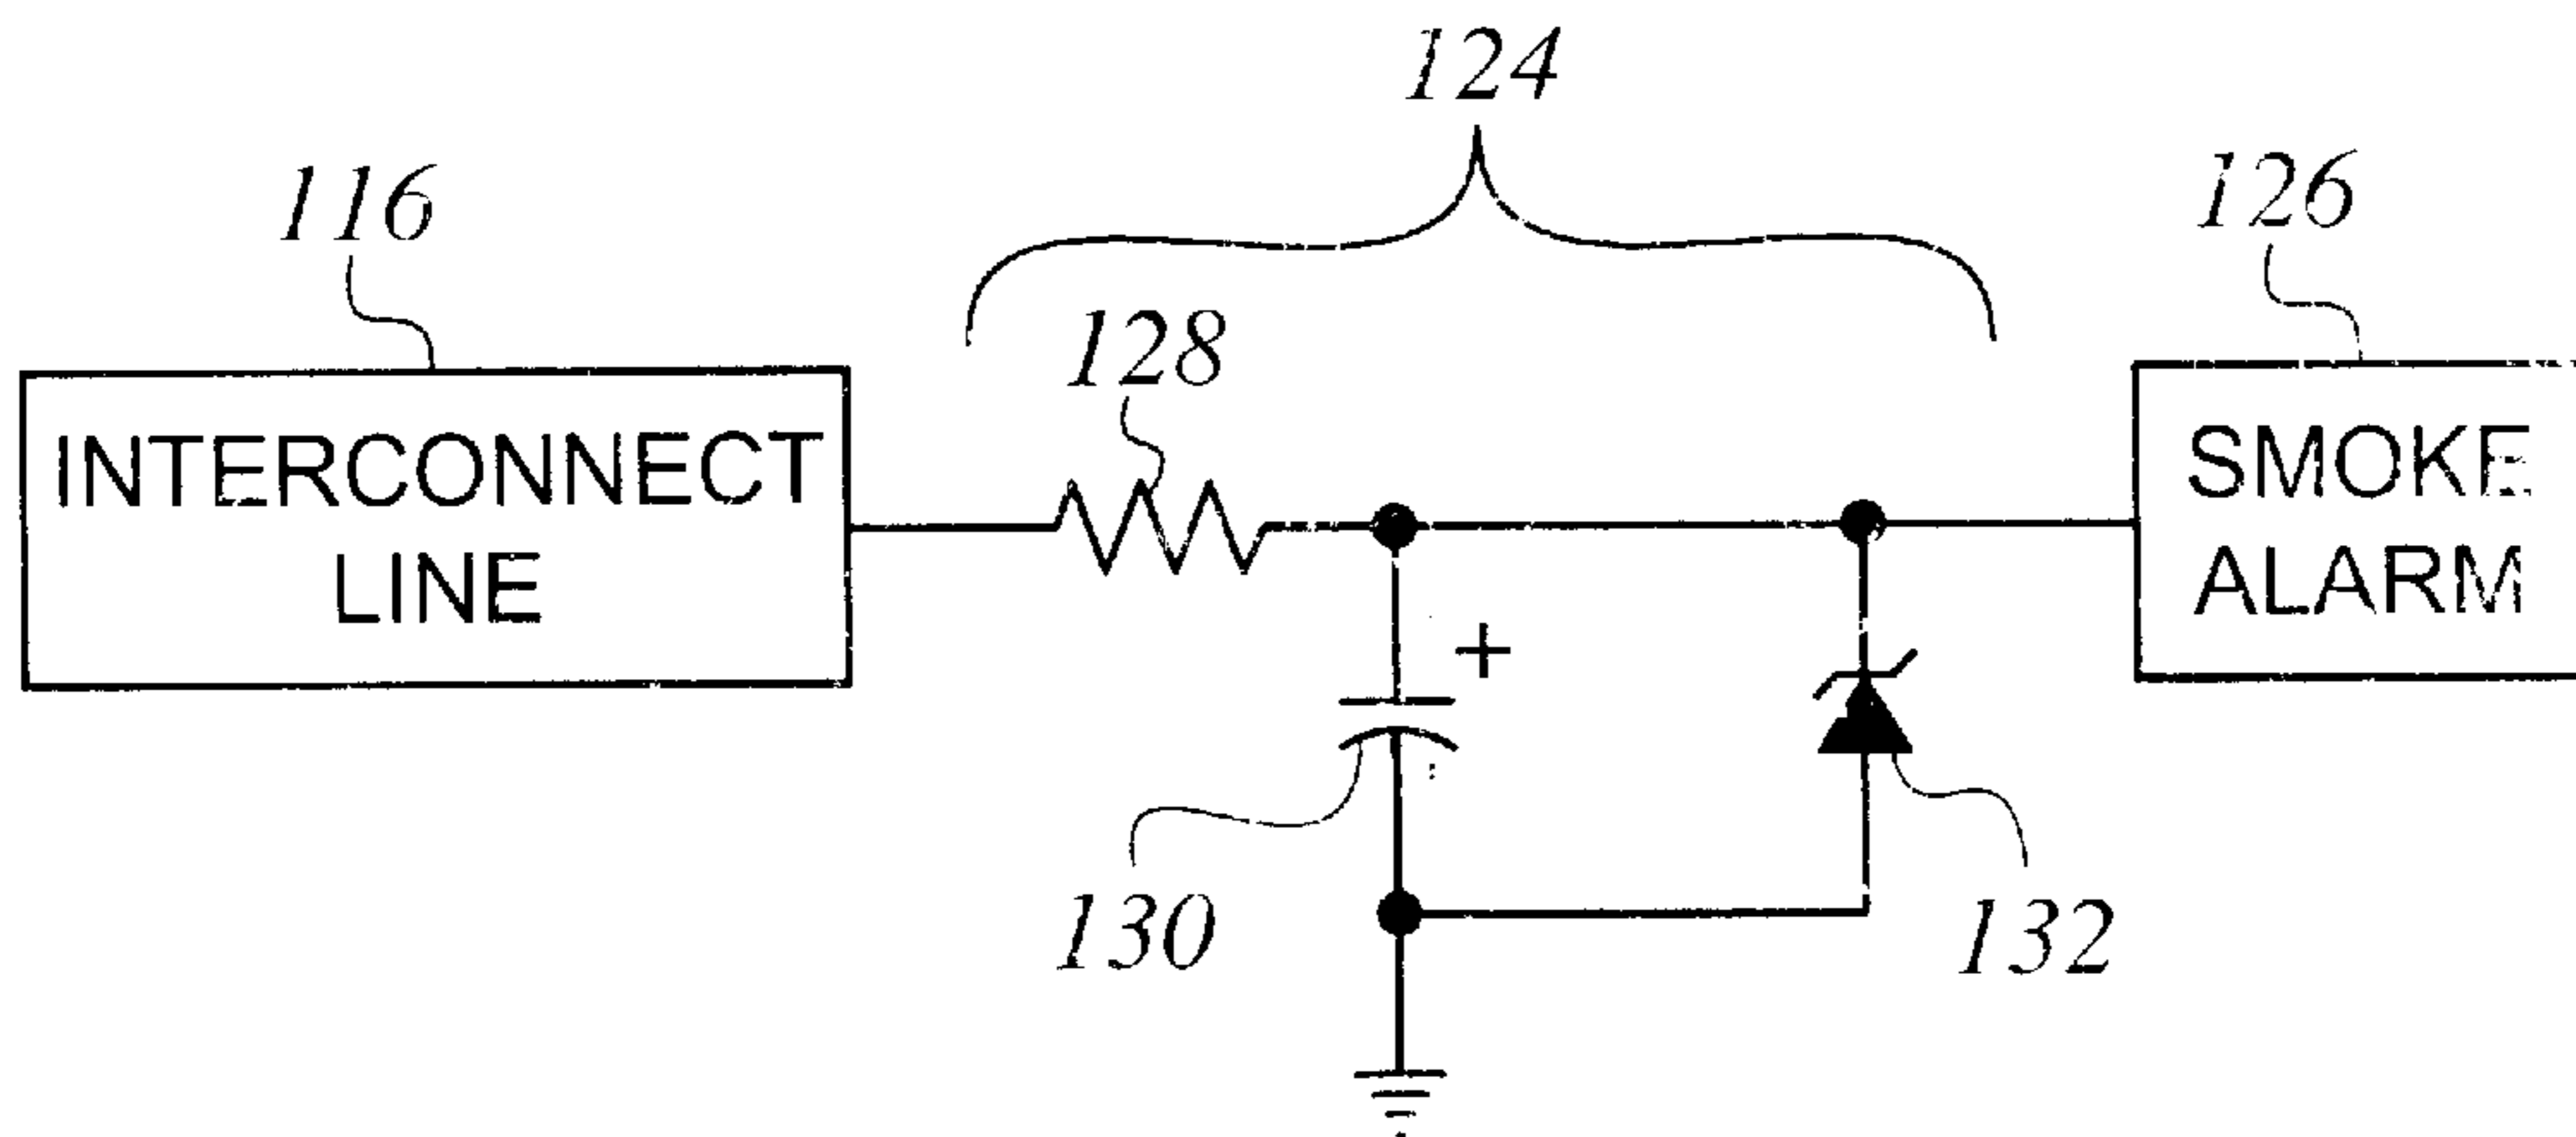 124
116
126
128
INTERCONNECT
LINE
SMOKE
ALARM
+
130
132